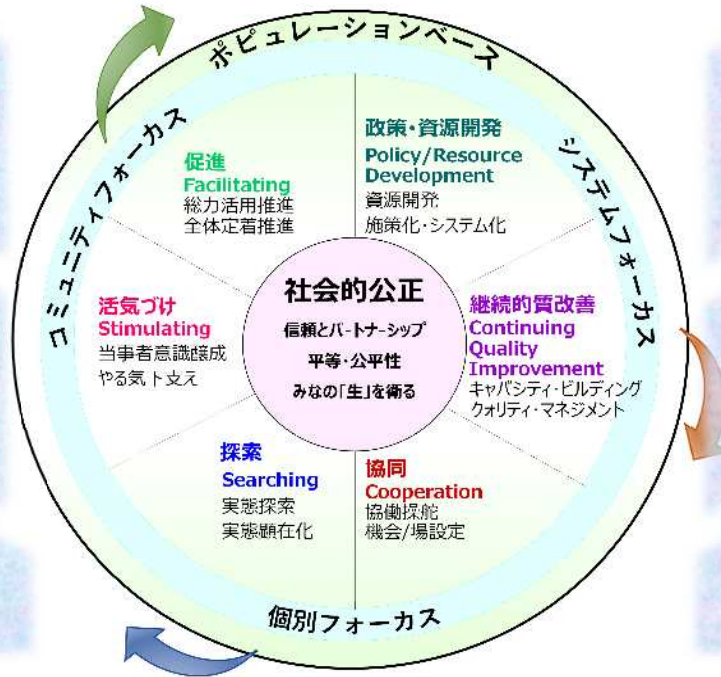 ポピュレーションベース
コミュニティフォーカス
システムフォーカス
促進
Facilitating
総力活用推進
全体定着推進
政策・資源開発
Policy/Resource
Development
資源開発
施策化・システム化
活気づけ
Stimulating
当事者意識醸成
やる気下支え
社会的公正
信頼とパートナーシップ
平等・公平性
みなの「生」を衛る
継続的質改善
Continuing
Quality
Improvement
キャパシティ・ビルディング
クォリティ・マネジメント
探索
Searching
実態探索
実態顕在化
協同
Cooperation
協働探舵
機会/場設定
個別フォーカス